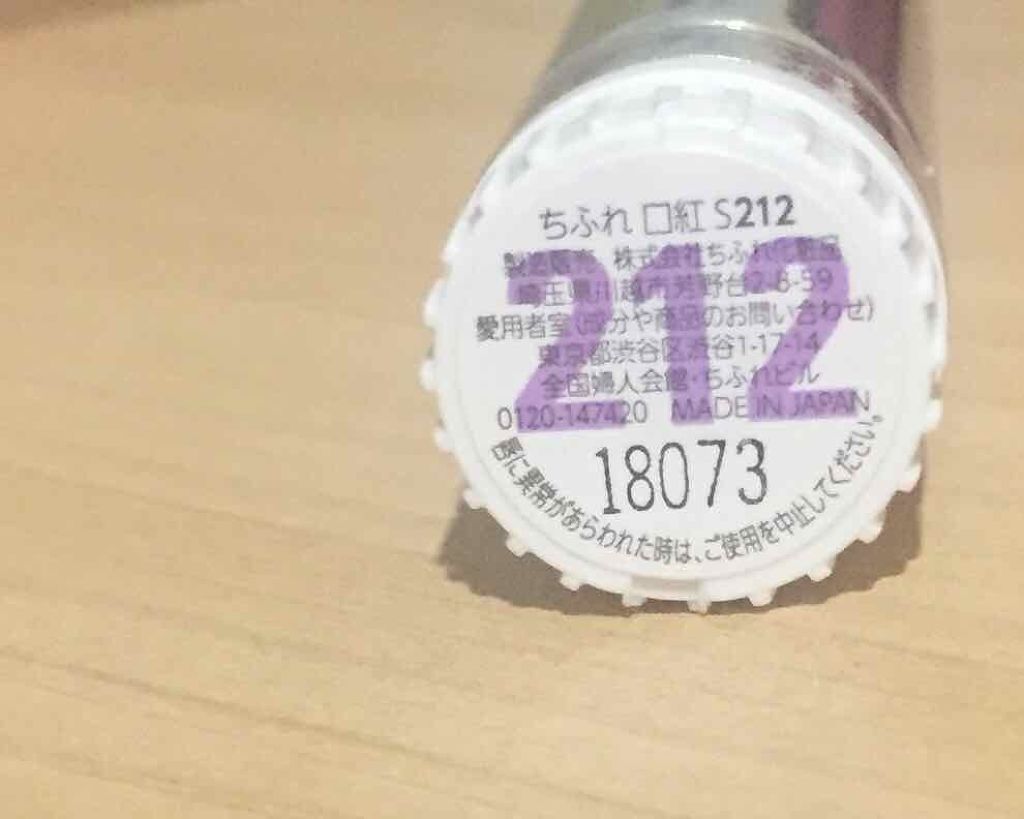 ちふれ 口紅 S212
製造販売 株式会社ちふれ化粧品
埼玉県川越市芳野台2-8-59
愛用者室(成分や商品のお問い合わせ)
東京都渋谷区渋谷1-17-14
全国婦人会館・ちふれビル
0120-147420 MADE IN JAPAN
212
18073
唇に異常があらわれた時は、ご使用を中止してください。